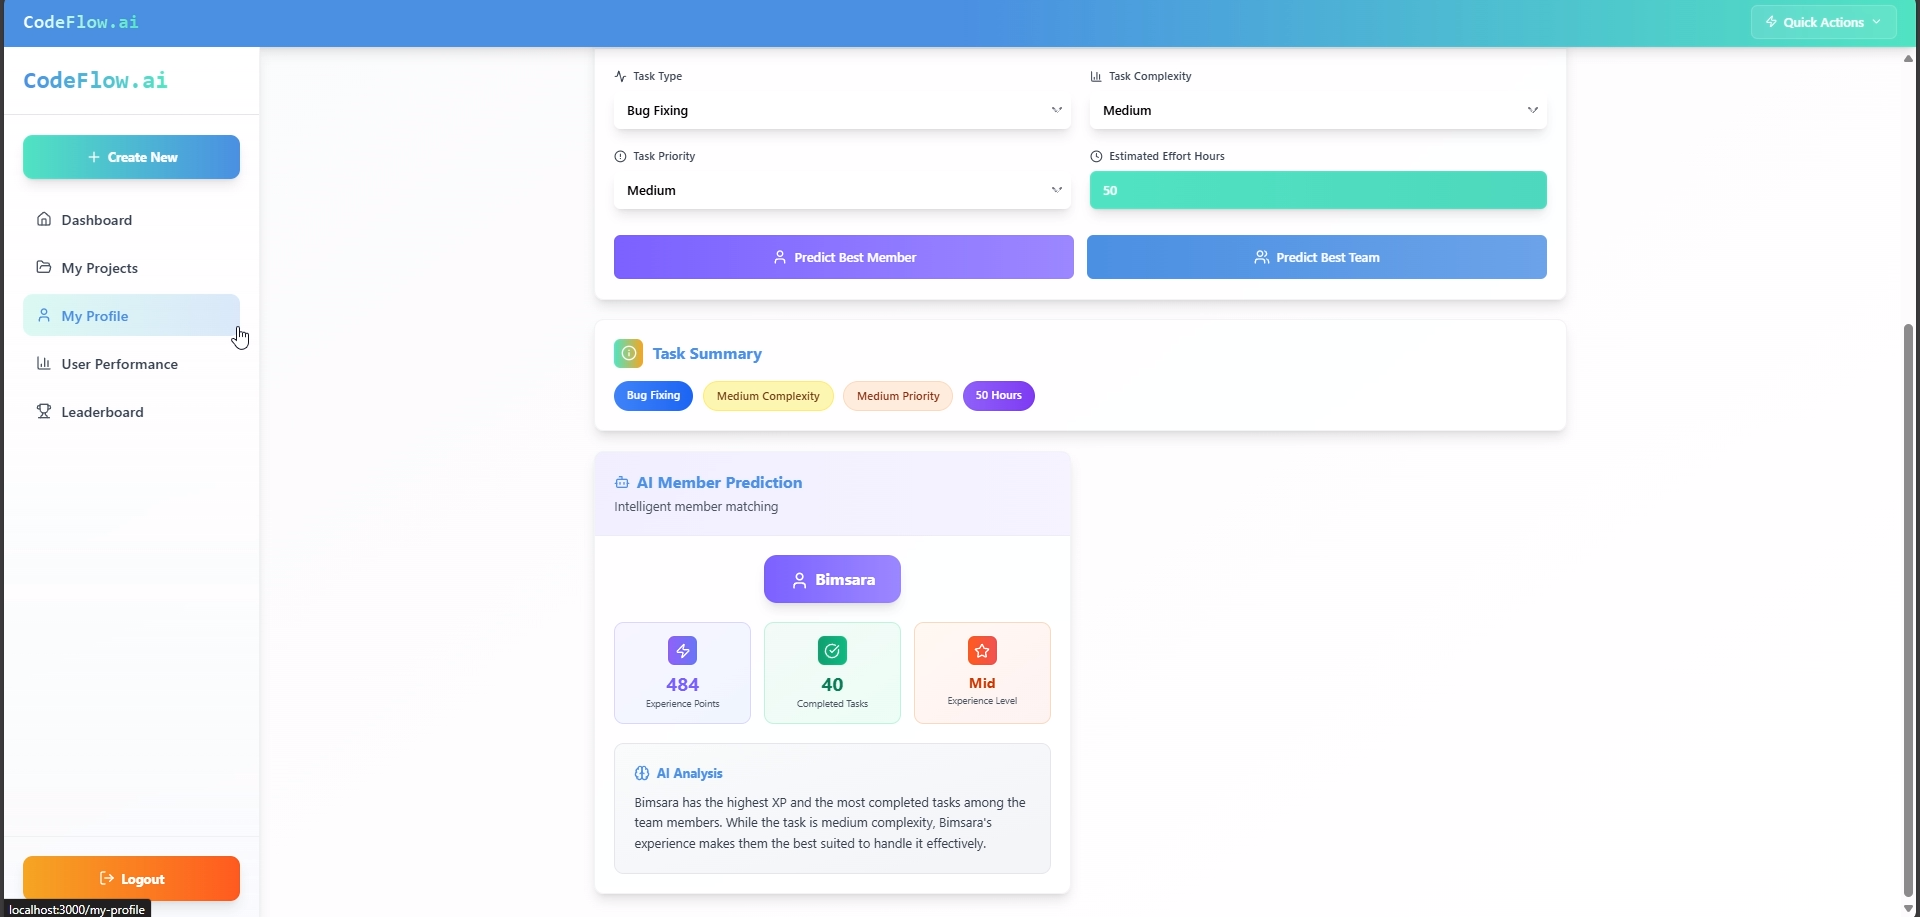 CodeFlow.ai
Quick Actions
CodeFlow.ai
Create New
Dashboard
My Projects
My Profile
User Performance
Leaderboard
Logout
localhost:3000/my-profile
Task Type
Bug Fixing
Task Complexity
Medium
Task Priority
Medium
Estimated Effort Hours
50
Predict Best Member
Predict Best Team
Task Summary
Bug Fixing
Medium Complexity
Medium Priority
50 Hours
AI Member Prediction
Intelligent member matching
Bimsara
484
Experience Points
40
Completed Tasks
Mid
Experience Level
AI Analysis
Bimsara has the highest XP and the most completed tasks among the
team members. While the task is medium complexity, Bimsara's
experience makes them the best suited to handle it effectively.